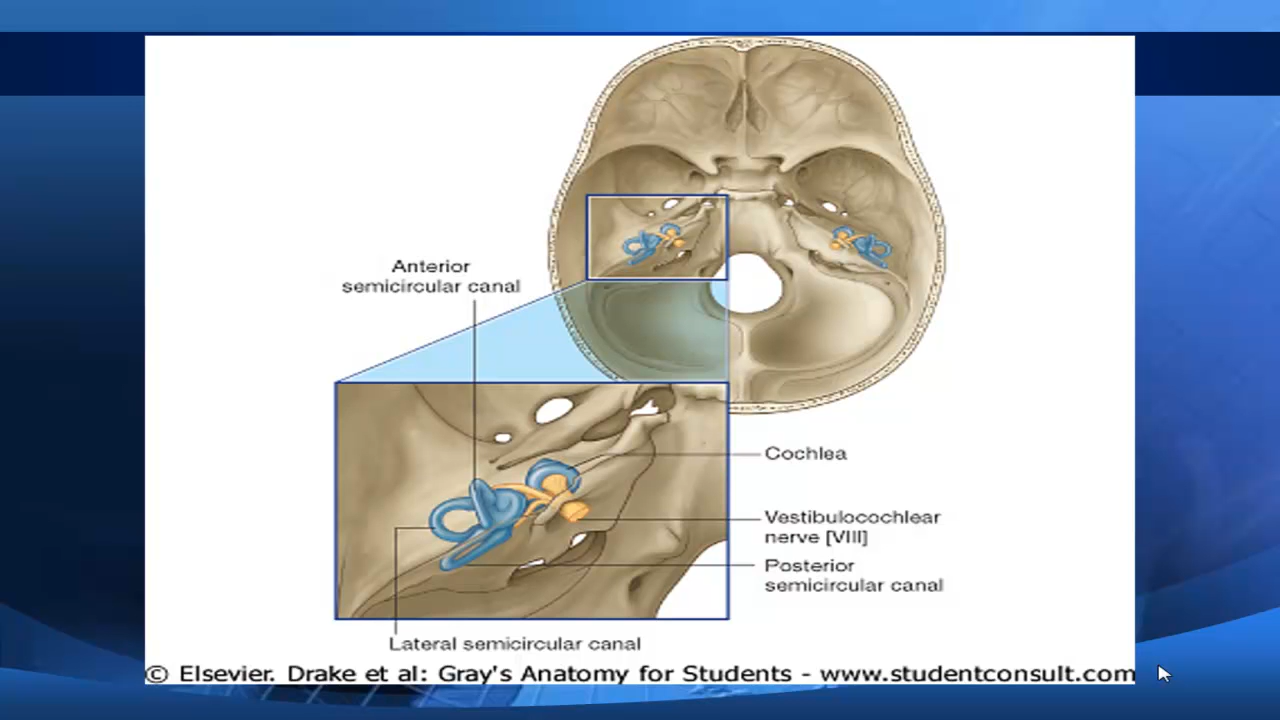 Anterior
semicircular canal
Cochlea
Vestibulocochlear
nerve [VIII]
Posterior
semicircular canal
Lateral semicircular canal
© Elsevier. Drake et al: Gray's Anatomy for Students - www.studentconsult.com